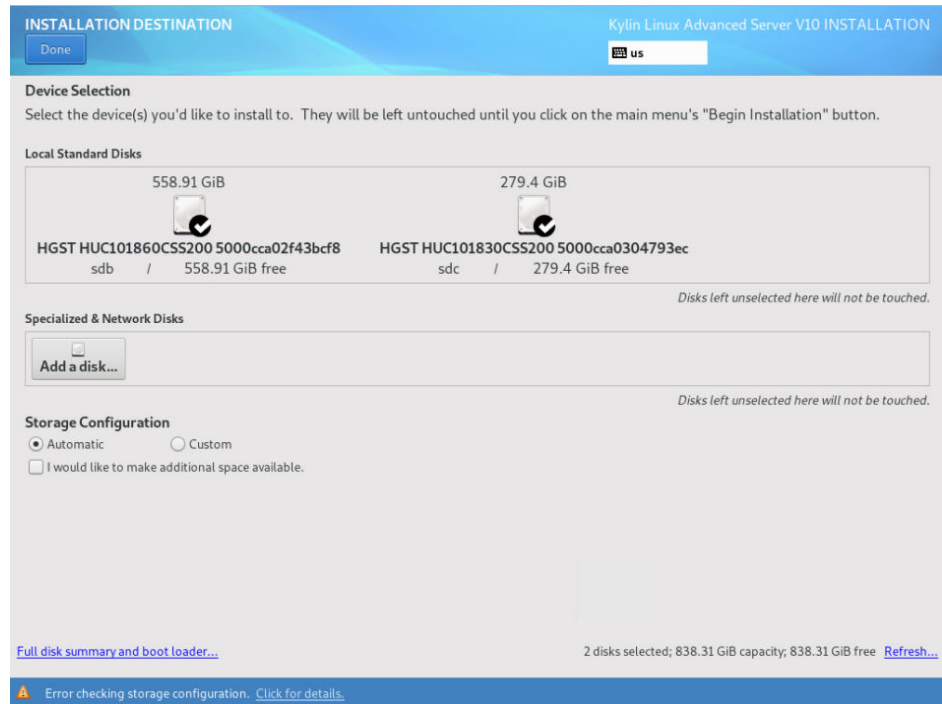 INSTALLATION DESTINATION
Kylin Linux Advanced Server V10 INSTALLATION
Done
us
Device Selection
Select the device(s) you'd like to install to. They will be left untouched until you click on the main menu's "Begin Installation" button.
Local Standard Disks
558.91 GiB
279.4 GiB
HGST HUC101860CSS200 5000cca02f43bcf8
HGST HUC101830CSS200 5000cca0304793ec
sdb / 558.91 GiB free
sdc / 279.4 GiB free
Disks left unselected here will not be touched.
Specialized & Network Disks
Add a disk...
Disks left unselected here will not be touched.
Storage Configuration
Automatic
Custom
I would like to make additional space available.
Full disk summary and boot loader...
2 disks selected; 838.31 GiB capacity; 838.31 GiB free Refresh...
Error checking storage configuration. Click for details.